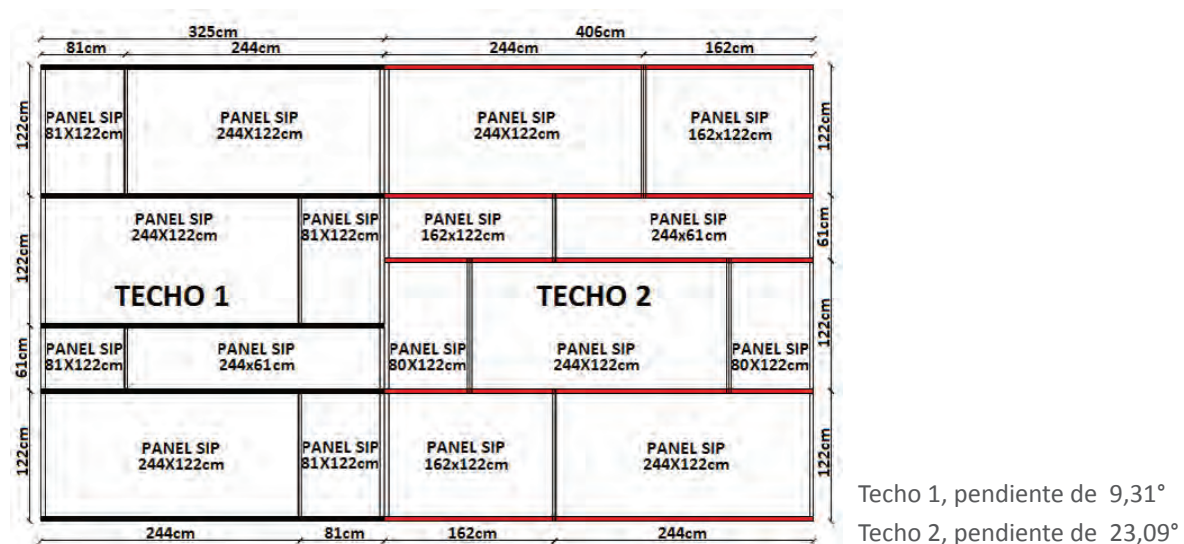 325cm
406cm
81cm
244cm
244cm
162cm
122cm
PANEL SIP
81X122cm
PANEL SIP
244X122cm
PANEL SIP
244X122cm
PANEL SIP
162x122cm
122cm
122cm
PANEL SIP
244X122cm
PANEL SIP
81X122cm
PANEL SIP
162x122cm
PANEL SIP
244x61cm
61cm
TECHO 1
TECHO 2
61cm
PANEL SIP
81X122cm
PANEL SIP
244x61cm
PANEL SIP
80X122cm
PANEL SIP
244X122cm
PANEL SIP
80X122cm
122cm
122cm
PANEL SIP
244X122cm
PANEL SIP
81X122cm
PANEL SIP
162x122cm
PANEL SIP
244X122cm
122cm
244cm
81cm
162cm
244cm
Techo 1, pendiente de 9,31°
Techo 2, pendiente de 23,09°